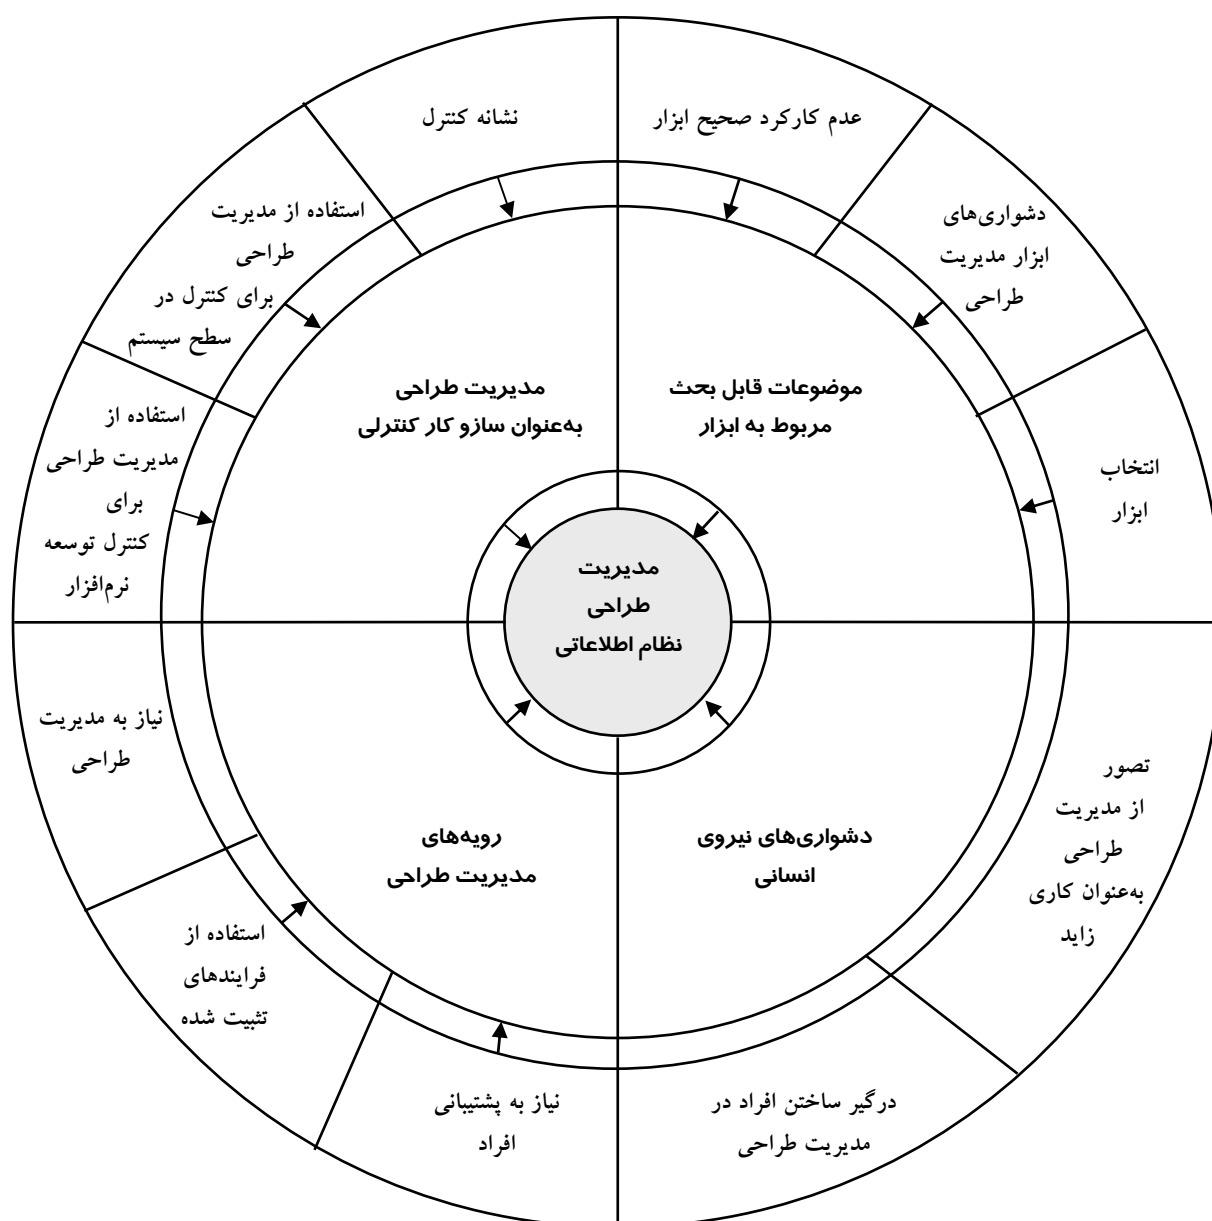 نشانه کنترل
عدم کارکرد صحیح ابزار
دشواری‌های
ابزار مدیریت
طراحی
انتخاب
ابزار
استفاده از مدیریت
طراحی
برای کنترل در
سطح سیستم
استفاده از
مدیریت طراحی
برای
کنترل توسعه
نرم‌افزار
موضوعات قابل بحث
مربوط به ابزار
مدیریت طراحی
به‌عنوان سازو کار کنترلی
مدیریت
طراحی
نظام اطلاعاتی
دشواری‌های نیروی
انسانی
رویه‌های
مدیریت طراحی
نیاز به مدیریت
طراحی
استفاده از
فرایندهای
تثبیت شده
نیاز به پشتیبانی
افراد
درگیر ساختن افراد در
مدیریت طراحی
تصور
از مدیریت
طراحی
به‌عنوان کاری
زاید